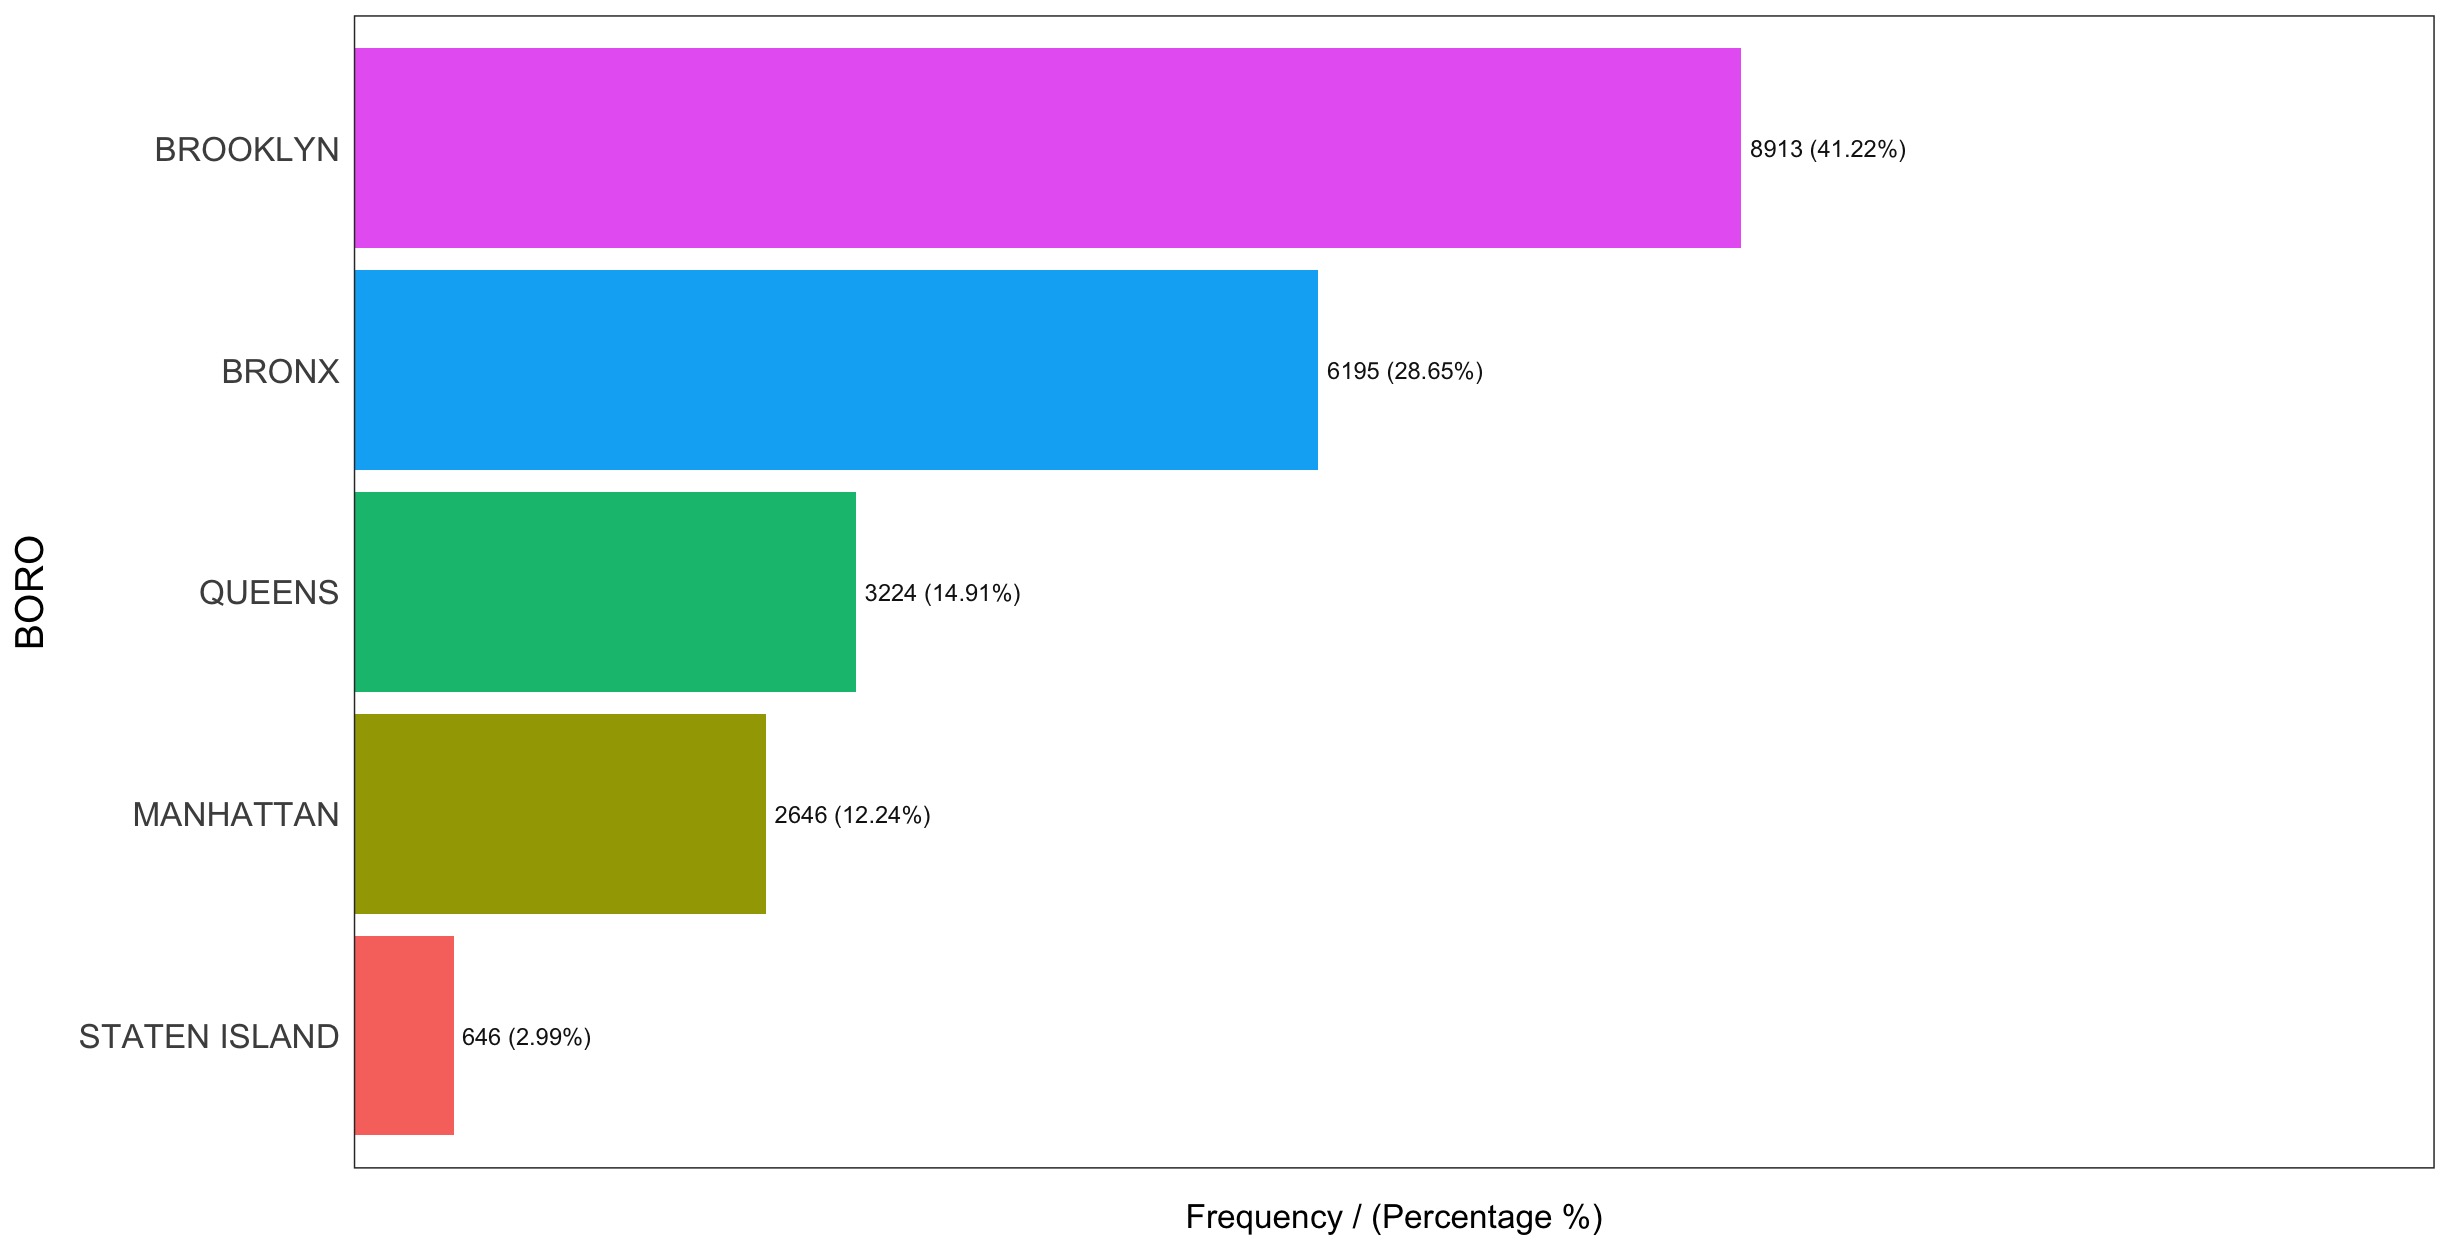 BORO
BROOKLYN
8913 (41.22%)
BRONX
6195 (28.65%)
QUEENS
3224 (14.91%)
MANHATTAN
2646 (12.24%)
STATEN ISLAND
646 (2.99%)
Frequency / (Percentage %)